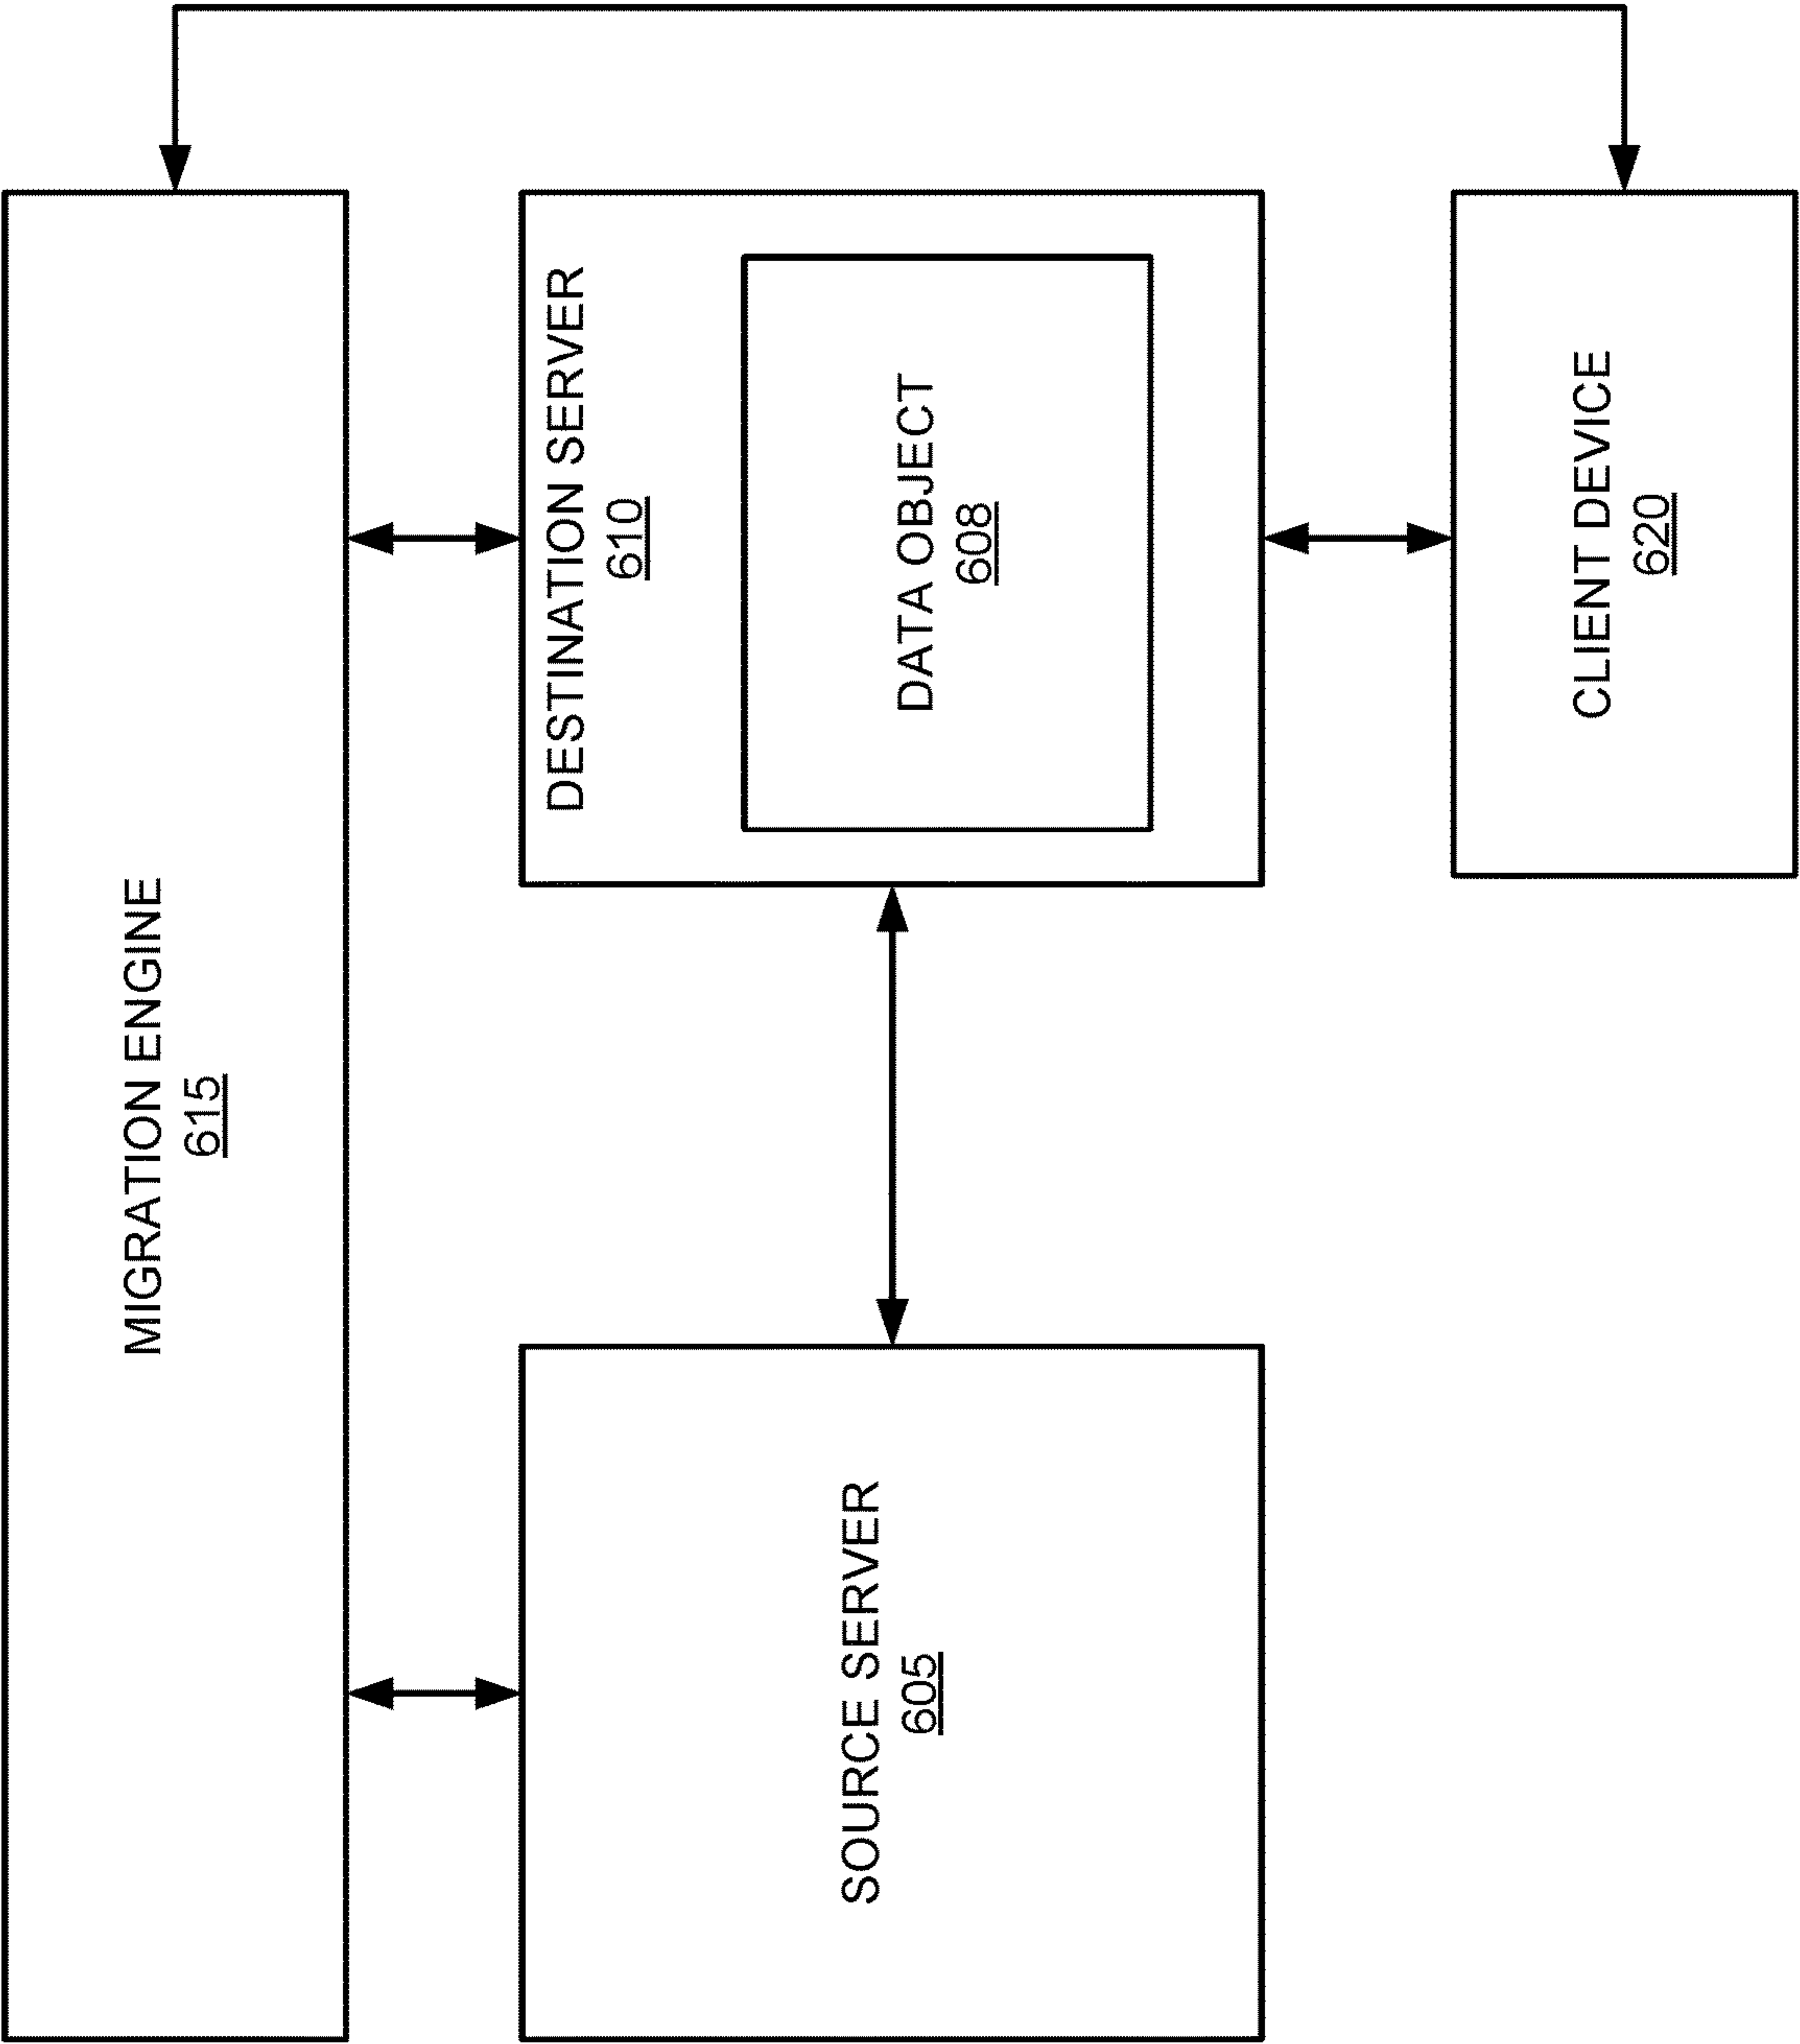 MIGRATION ENGINE
615
SOURCE SERVER
605
DESTINATION SERVER
610
DATA OBJECT
608
CLIENT DEVICE
620